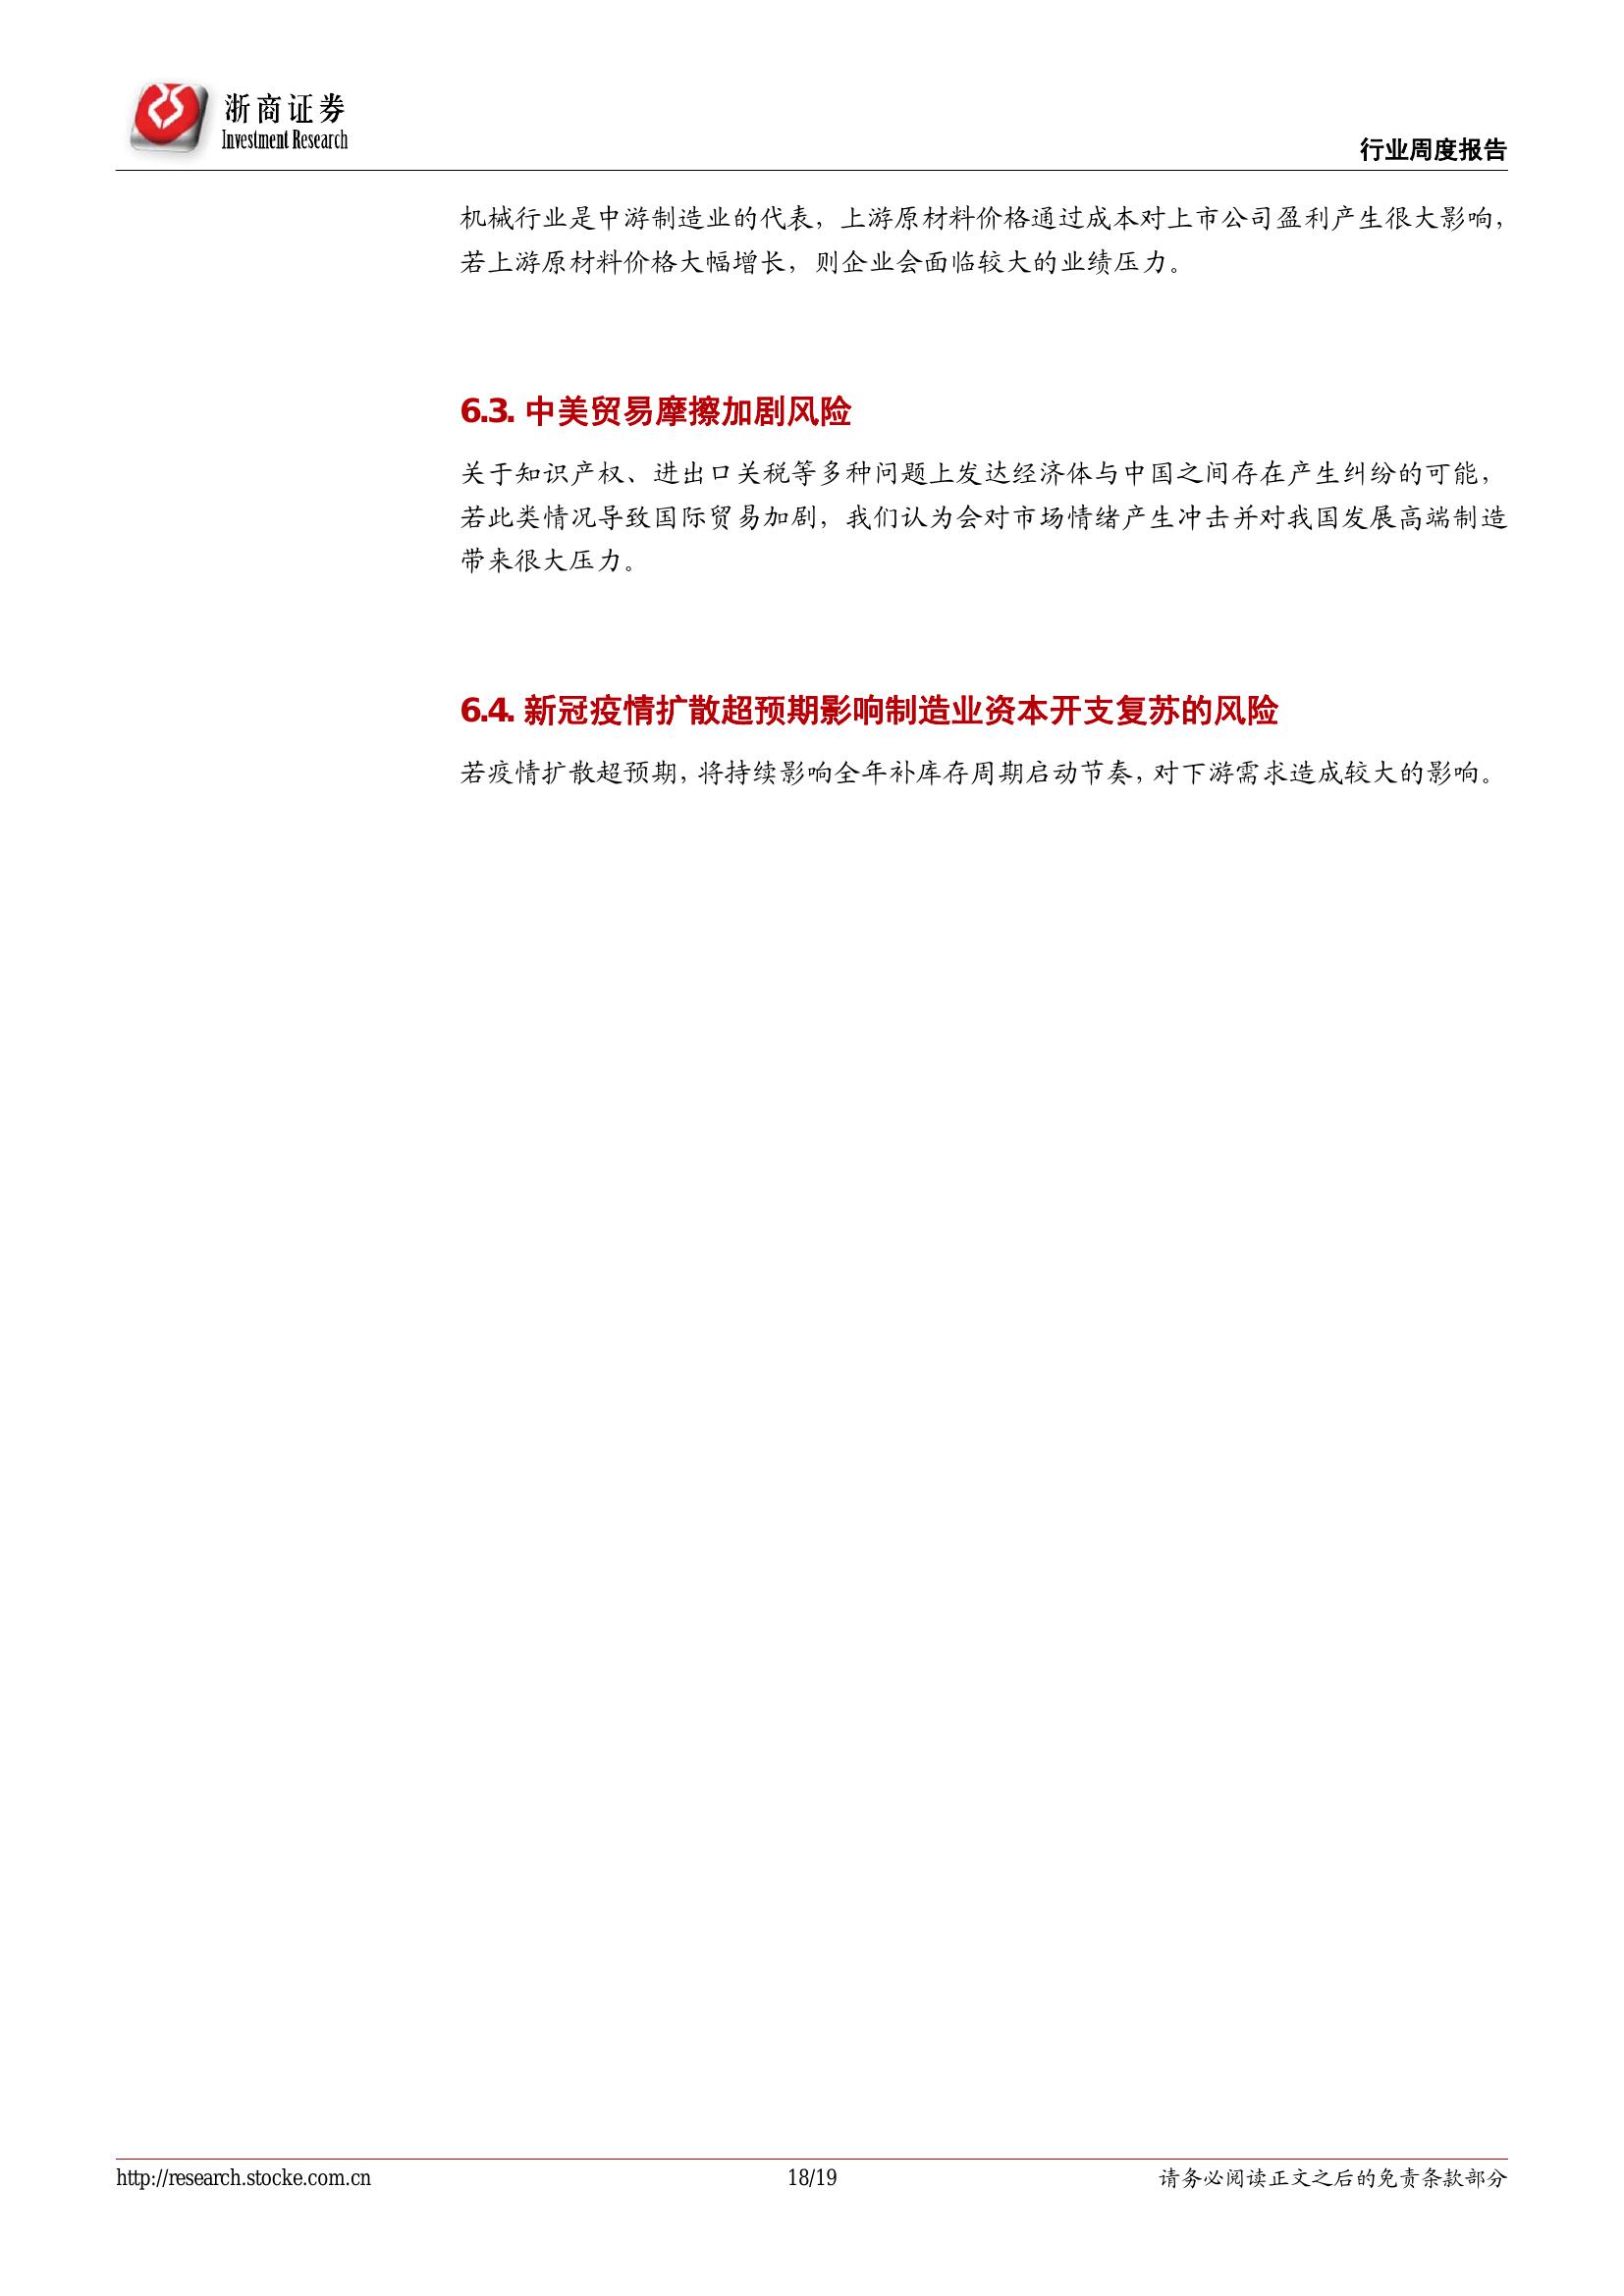 浙商证券
Investment Research
行业周度报告
机械行业是中游制造业的代表，上游原材料价格通过成本对上市公司盈利产生很大影响，
若上游原材料价格大幅增长，则企业会面临较大的业绩压力。
6.3. 中美贸易摩擦加剧风险
关于知识产权、进出口关税等多种问题上发达经济体与中国之间存在产生纠纷的可能，
若此类情况导致国际贸易加剧，我们认为会对市场情绪产生冲击并对我国发展高端制造
带来很大压力。
6.4. 新冠疫情扩散超预期影响制造业资本开支复苏的风险
若疫情扩散超预期，将持续影响全年补库存周期启动节奏，对下游需求造成较大的影响。
http://research.stocke.com.cn
18/19
请务必阅读正文之后的免责条款部分